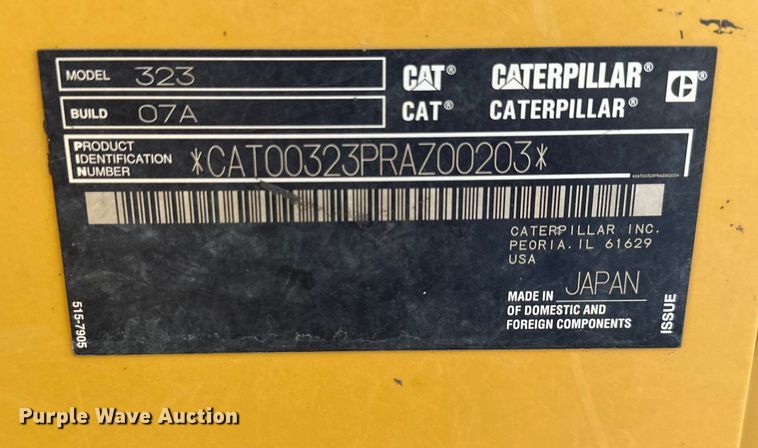 MODEL 323
CAT® CATERPILLAR® C®
BUILD 07A
CAT® CATERPILLAR®
PRODUCT
IDENTIFICATION
NUMBER
*CAT00323PRAZ00203*
*CAT00323PRAZ00203*
CATERPILLAR INC.
PEORIA. IL 61629
USA
MADE IN JAPAN
OF DOMESTIC AND
FOREIGN COMPONENTS
515-7905
ISSUE
Purple Wave Auction